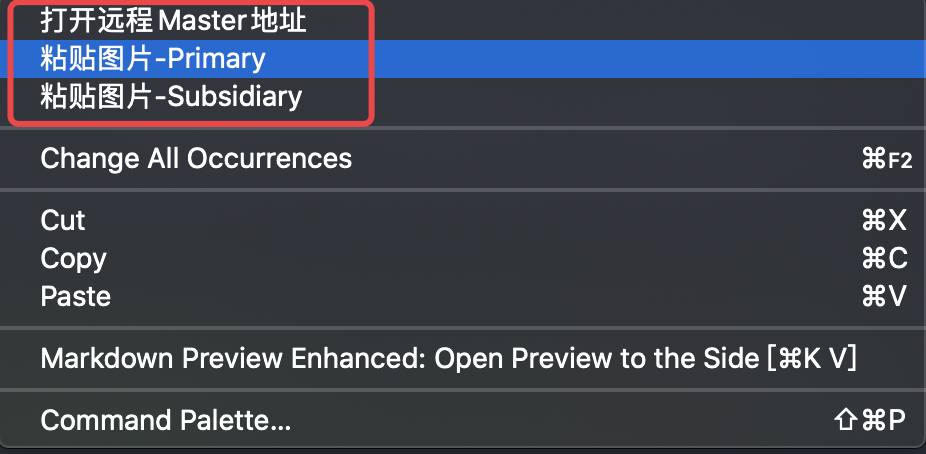 打开远程Master地址
粘贴图片-Primary
粘贴图片-Subsidiary
Change All Occurrences ⌘F2
Cut ⌘X
Copy ⌘C
Paste ⌘V
Markdown Preview Enhanced: Open Preview to the Side [⌘K V]
Command Palette... ⇧⌘P